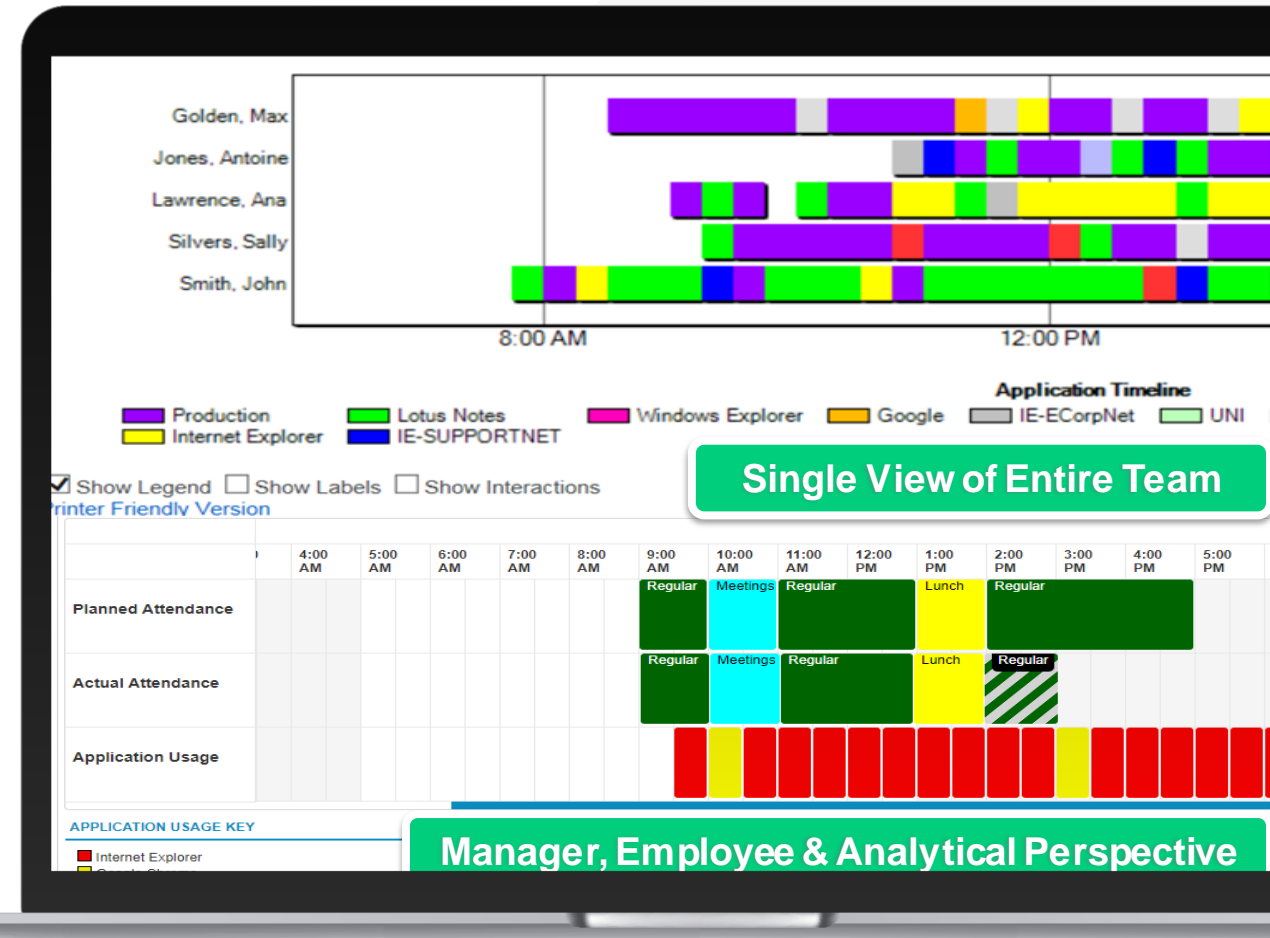 Golden, Max
Jones, Antoine
Lawrence, Ana
Silvers, Sally
Smith, John
8:00 AM 12:00 PM
Application Timeline
Production Lotus Notes Windows Explorer Google IE-ECorpNet UNI
Internet Explorer IE-SUPPORTNET
Single View of Entire Team
Show Legend Show Labels Show Interactions
Printer Friendly Version
4:00 5:00 6:00 7:00 8:00 9:00 10:00 11:00 12:00 1:00 2:00 3:00 4:00 5:00
AM AM AM AM AM AM AM AM PM PM PM PM PM PM
Regular Meetings Regular Lunch Regular
Planned Attendance
Regular Meetings Regular Lunch Regular
Actual Attendance
Application Usage
APPLICATION USAGE KEY
Manager, Employee & Analytical Perspective
Internet Explorer